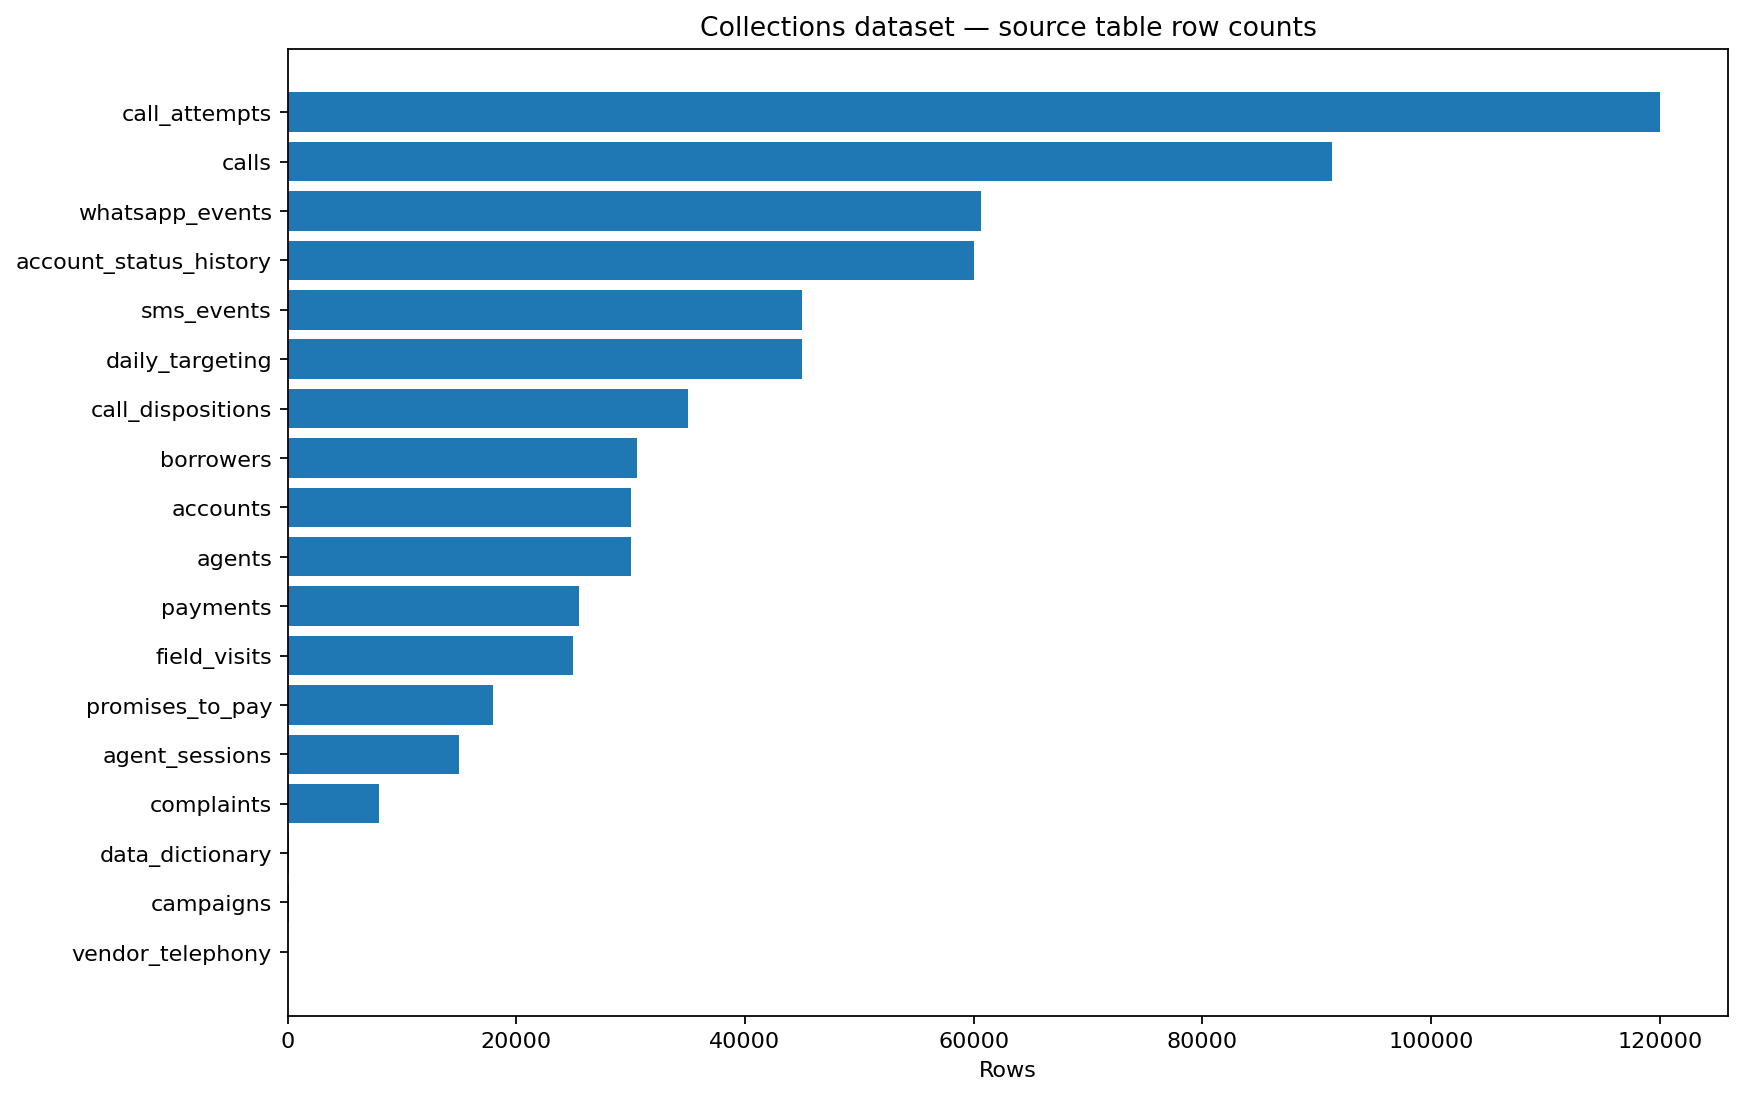 Collections dataset — source table row counts
call_attempts
calls
whatsapp_events
account_status_history
sms_events
daily_targeting
call_dispositions
borrowers
accounts
agents
payments
field_visits
promises_to_pay
agent_sessions
complaints
data_dictionary
campaigns
vendor_telephony
0 20000 40000 60000 80000 100000 120000
Rows